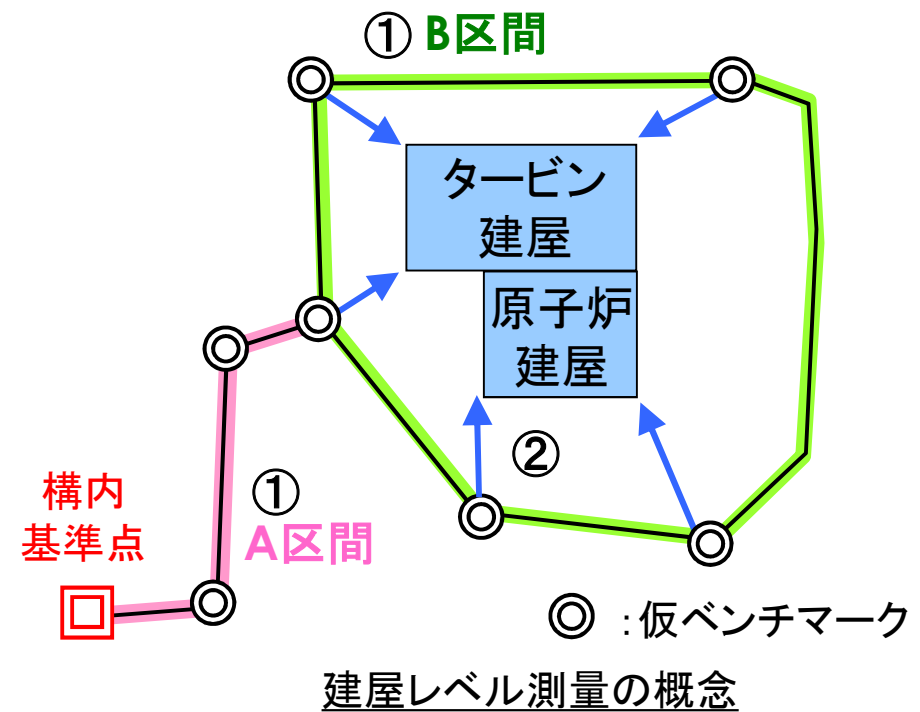 ① B区間
タービン
建屋
原子炉
建屋
②
構内
基準点
①
A区間
◎ :仮ベンチマーク
建屋レベル測量の概念